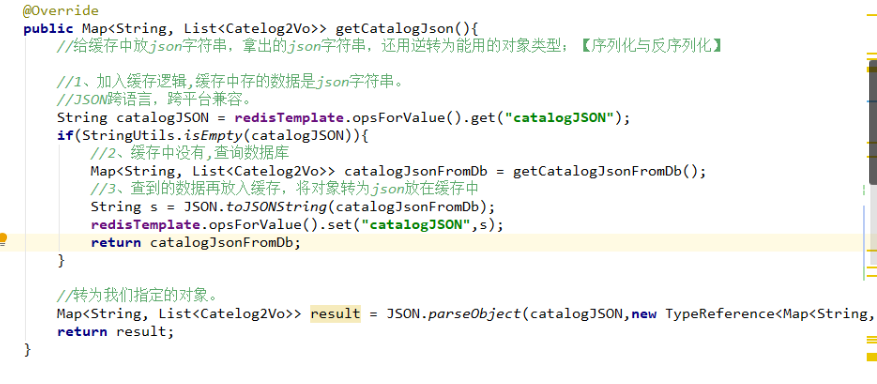 @Override
public Map<String, List<Catelog2Vo>> getCatalogJson(){
//给缓存中放json字符串，拿出的json字符串，还用逆转为能用的对象类型；【序列化与反序列化】
//1、加入缓存逻辑,缓存中存的数据是json字符串。
//JSON跨语言，跨平台兼容。
String catalogJSON = redisTemplate.opsForValue().get("catalogJSON");
if(StringUtils.isEmpty(catalogJSON)){
//2、缓存中没有,查询数据库
Map<String, List<Catelog2Vo>> catalogJsonFromDb = getCatalogJsonFromDb();
//3、查到的数据再放入缓存，将对象转为json放在缓存中
String s = JSON.toJSONString(catalogJsonFromDb);
redisTemplate.opsForValue().set("catalogJSON",s);
return catalogJsonFromDb;
}
//转为我们指定的对象。
Map<String, List<Catelog2Vo>> result = JSON.parseObject(catalogJSON,new TypeReference<Map<String,
return result;
}